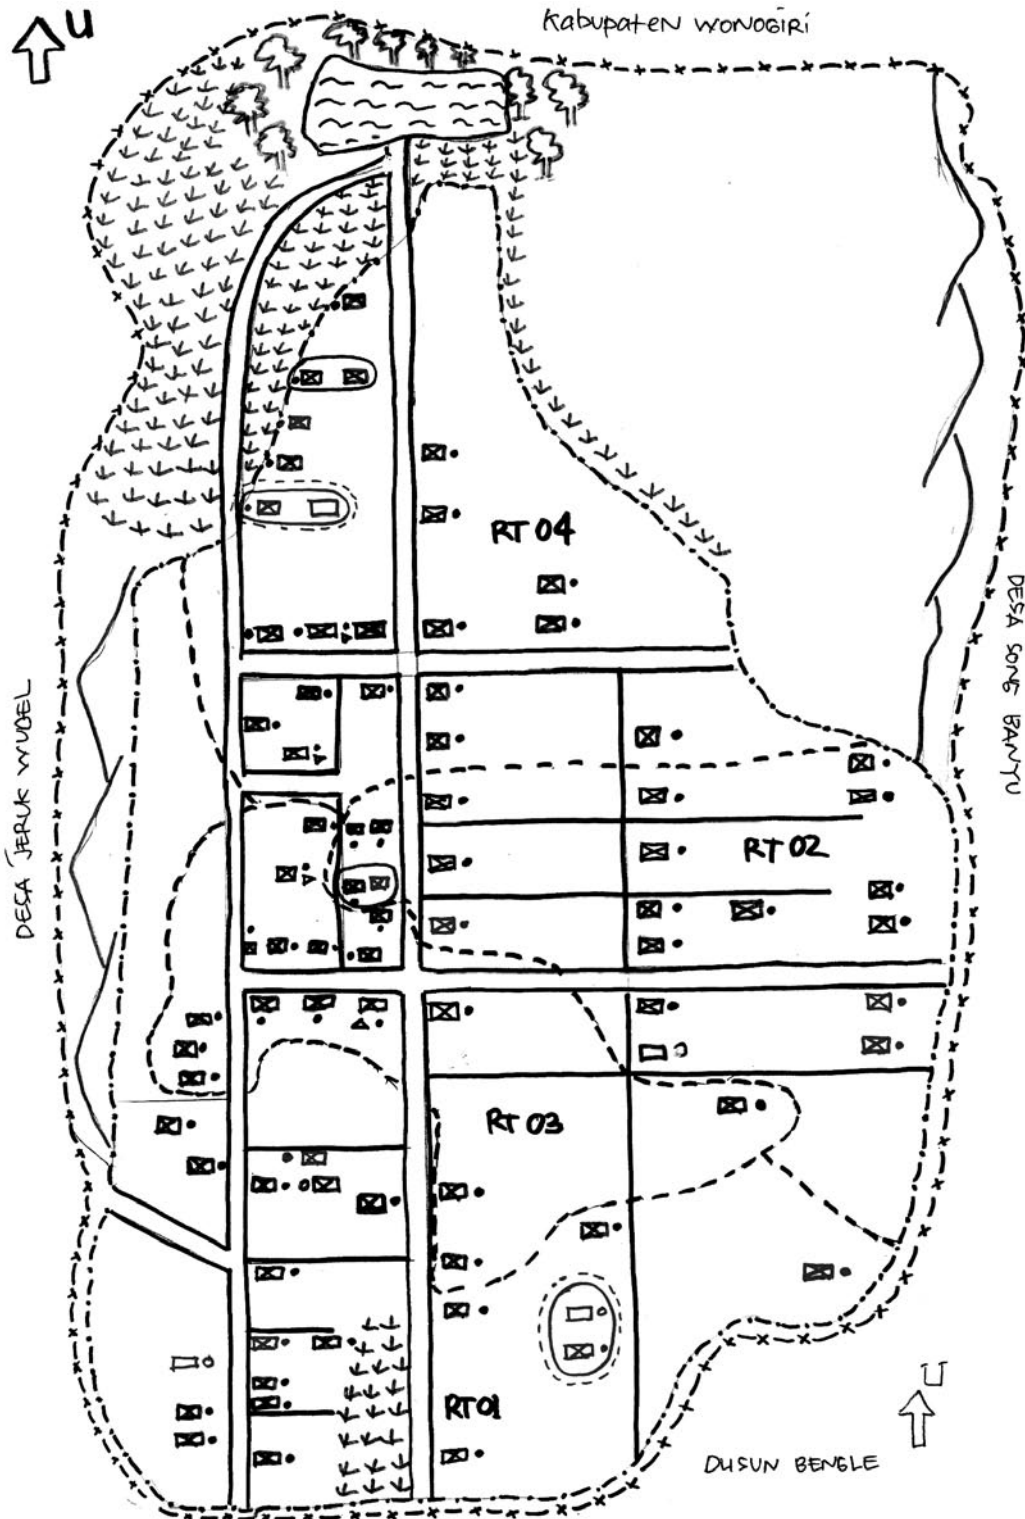 U
Kabupaten WONOGIRI
RT 04
DESA SONG BANYU
DESA JERUK WUDEL
RT 02
RT 03
RT 01
U
DUSUN BENGLE